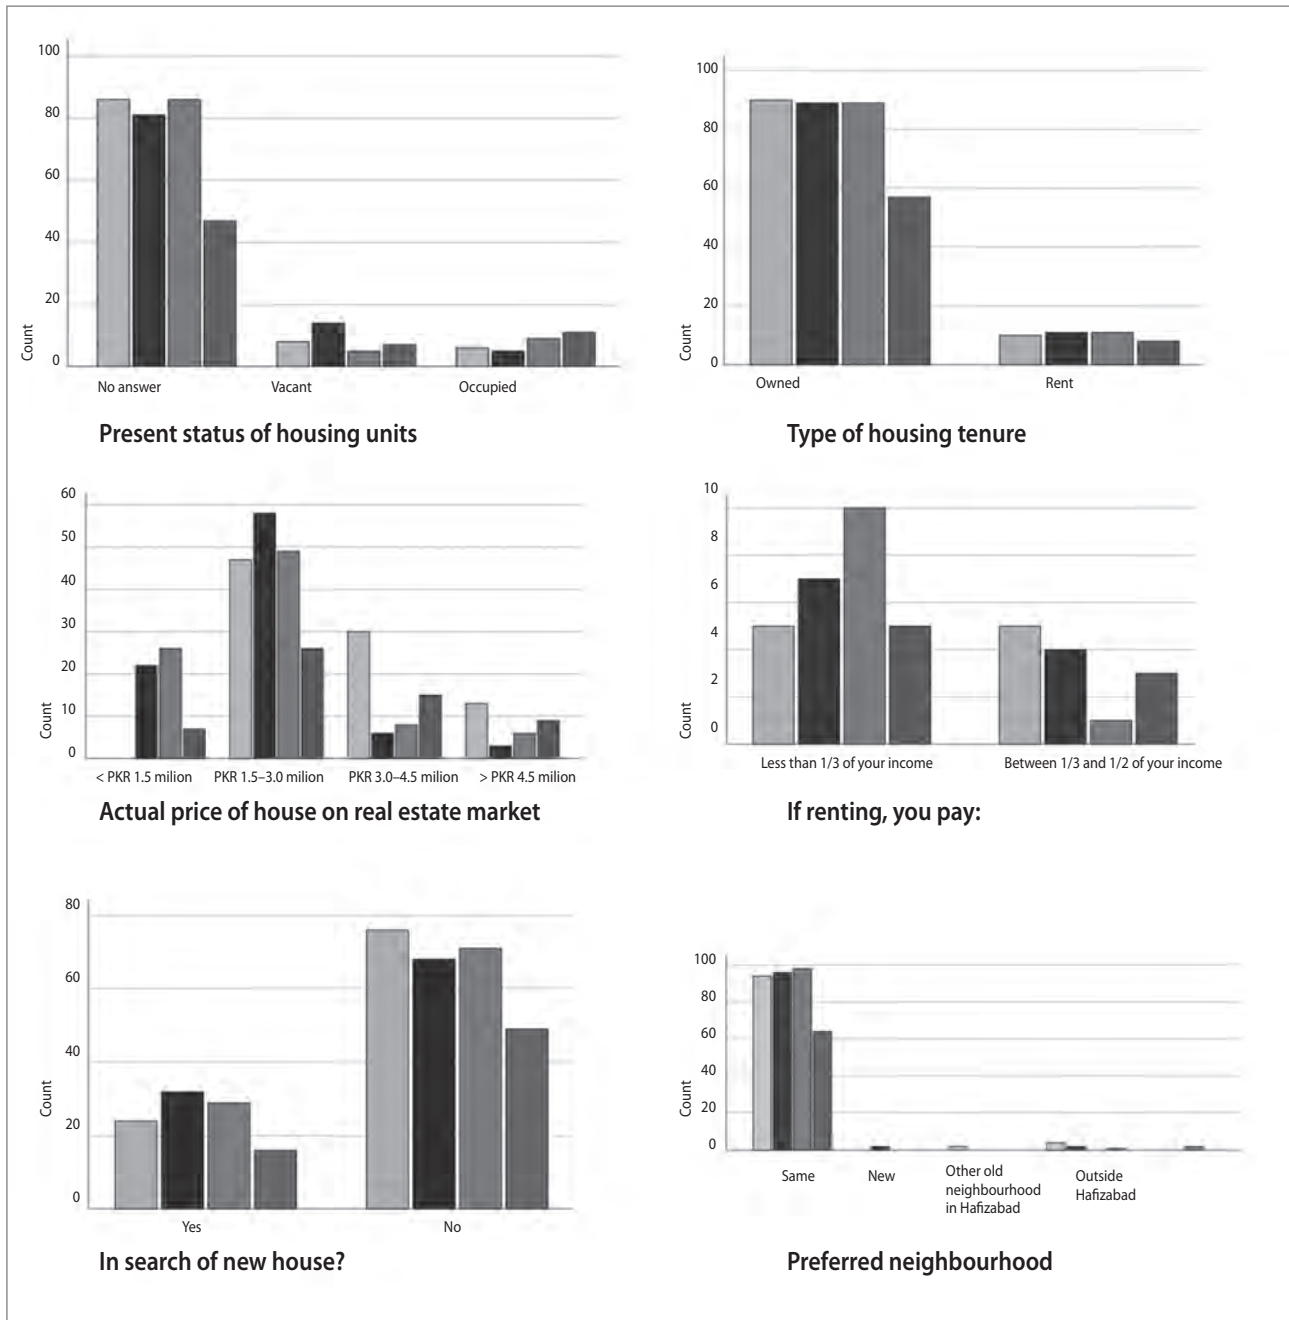 100
80
60
40
20
0
Count
No answer
Vacant
Occupied
Present status of housing units
100
80
60
40
20
0
Count
Owned
Rent
Type of housing tenure
60
50
40
30
20
10
0
Count
< PKR 1.5 milion
PKR 1.5–3.0 milion
PKR 3.0–4.5 milion
> PKR 4.5 milion
Actual price of house on real estate market
10
8
6
4
2
0
Count
Less than 1/3 of your income
Between 1/3 and 1/2 of your income
If renting, you pay:
80
60
40
20
0
Count
Yes
No
In search of new house?
100
80
60
40
20
0
Count
Same
New
Other old
neighbourhood
in Hafizabad
Outside
Hafizabad
Preferred neighbourhood